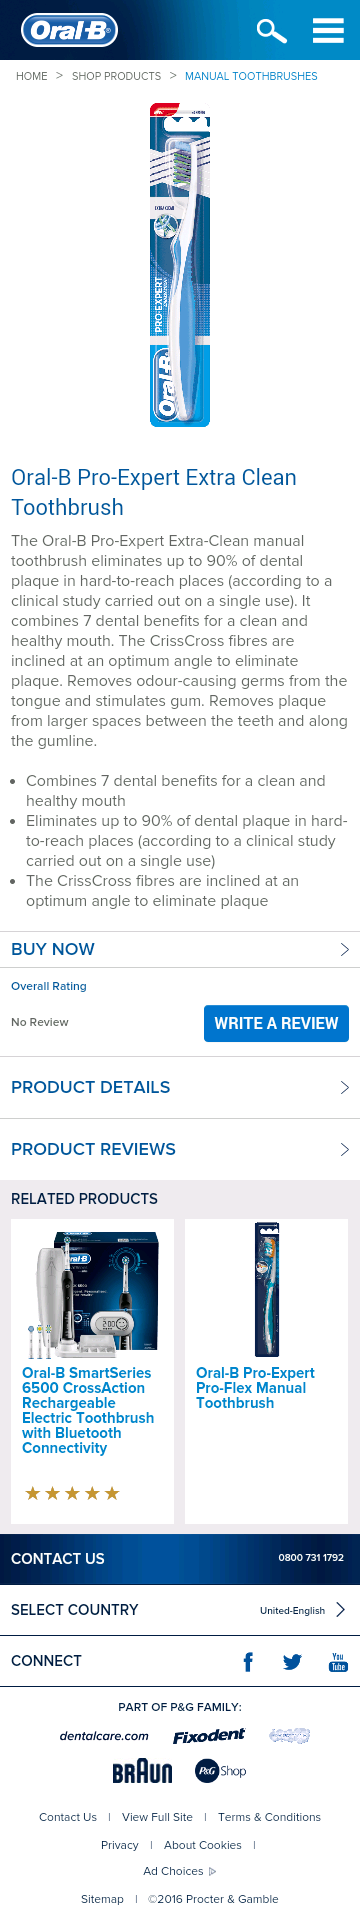 Oral-B
HOME > SHOP PRODUCTS > MANUAL TOOTHBRUSHES
EXTRA CLEAN
PRO-EXPERT
Oral-B
Oral-B Pro-Expert Extra Clean
Toothbrush
The Oral-B Pro-Expert Extra-Clean manual
toothbrush eliminates up to 90% of dental
plaque in hard-to-reach places (according to a
clinical study carried out on a single use). It
combines 7 dental benefits for a clean and
healthy mouth. The CrissCross fibres are
inclined at an optimum angle to eliminate
plaque. Removes odour-causing germs from the
tongue and stimulates gum. Removes plaque
from larger spaces between the teeth and along
the gumline.
• Combines 7 dental benefits for a clean and
healthy mouth
• Eliminates up to 90% of dental plaque in hard-
to-reach places (according to a clinical study
carried out on a single use)
• The CrissCross fibres are inclined at an
optimum angle to eliminate plaque
BUY NOW
Overall Rating
No Review
WRITE A REVIEW
PRODUCT DETAILS
PRODUCT REVIEWS
RELATED PRODUCTS
Oral-B
Oral-B SmartSeries
6500 CrossAction
Rechargeable
Electric Toothbrush
with Bluetooth
Connectivity
Oral-B Pro-Expert
Pro-Flex Manual
Toothbrush
CONTACT US
0800 731 1792
SELECT COUNTRY
United-English
CONNECT
You Tube
PART OF P&G FAMILY:
dentalcare.com
Fixodent
BRAUN
P&G Shop
Contact Us | View Full Site | Terms & Conditions
Privacy | About Cookies |
Ad Choices
Sitemap | ©2016 Procter & Gamble